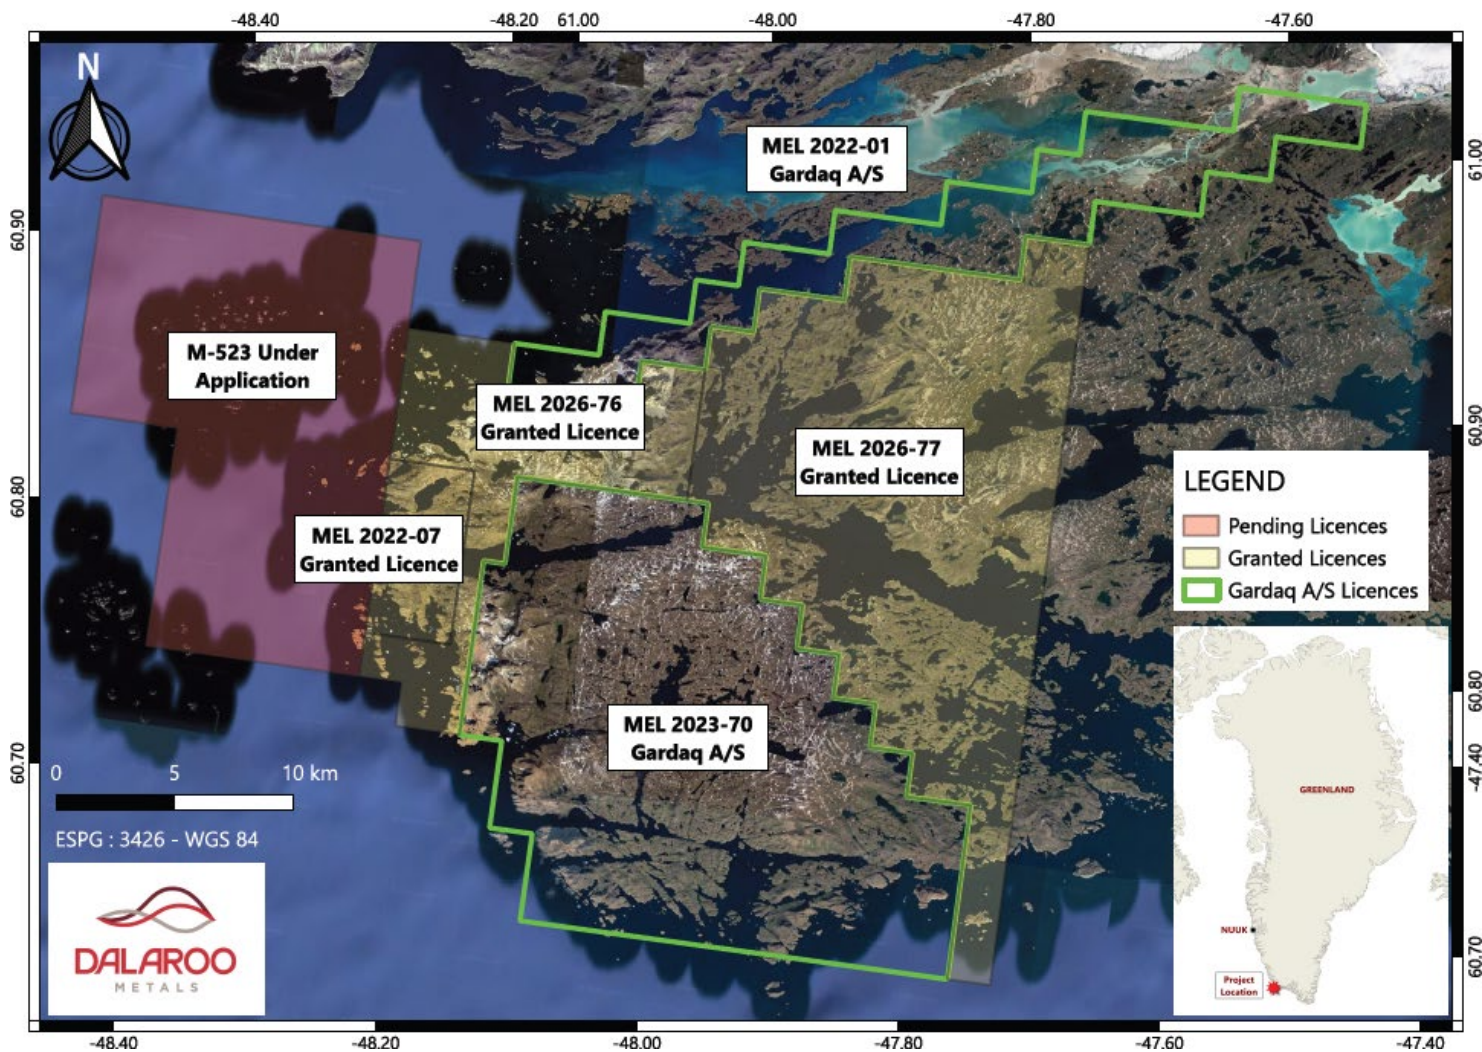 -48.40
-48.20
61.00
-48.00
-47.80
-47.60
N
MEL 2022-01
Gardaq A/S
61.00
60.90
M-523 Under
Application
MEL 2026-76
Granted Licence
MEL 2026-77
Granted Licence
60.90
LEGEND
Pending Licences
Granted Licences
Gardaq A/S Licences
60.80
MEL 2022-07
Granted Licence
MEL 2023-70
Gardaq A/S
60.80
60.70
-47.40
0
5
10 km
ESPG : 3426 - WGS 84
DALAROO
METALS
GREENLAND
NUUK
Project
Location
60.70
-48.40
-48.20
-48.00
-47.80
-47.60
-47.40